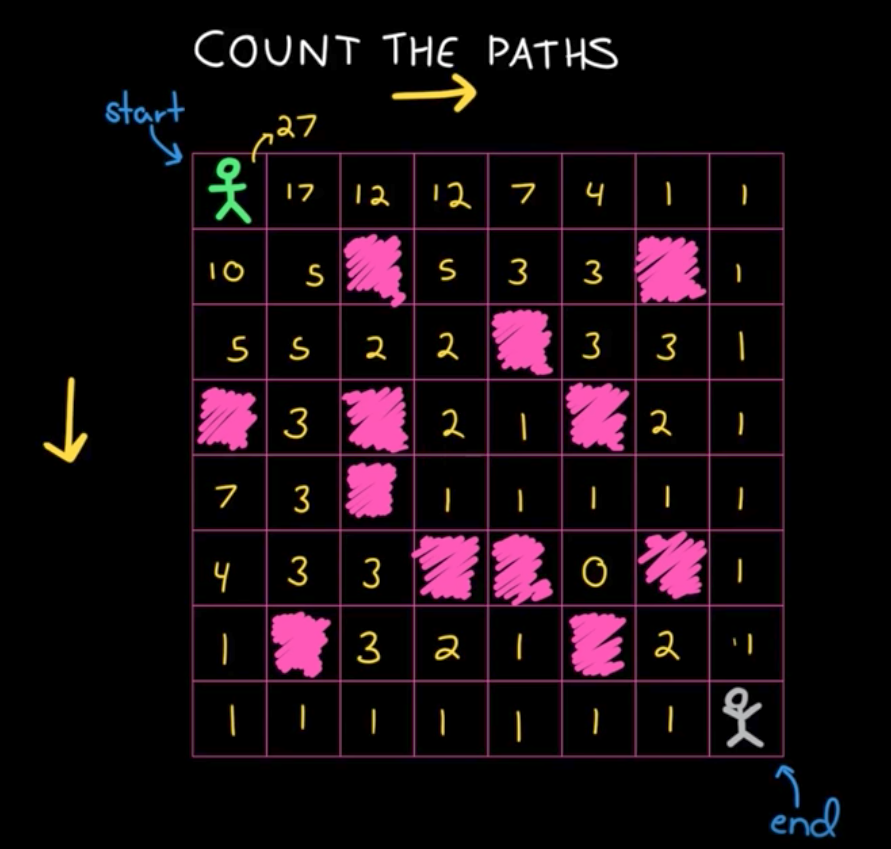 COUNT THE PATHS
start
27
17 12 12 7 4 1 1
10 5 5 3 3 1
5 5 2 2 3 3 1
3 2 1 2 1
7 3 1 1 1 1 1
4 3 3 0 1
1 3 2 1 2 1
1 1 1 1 1 1 1
end